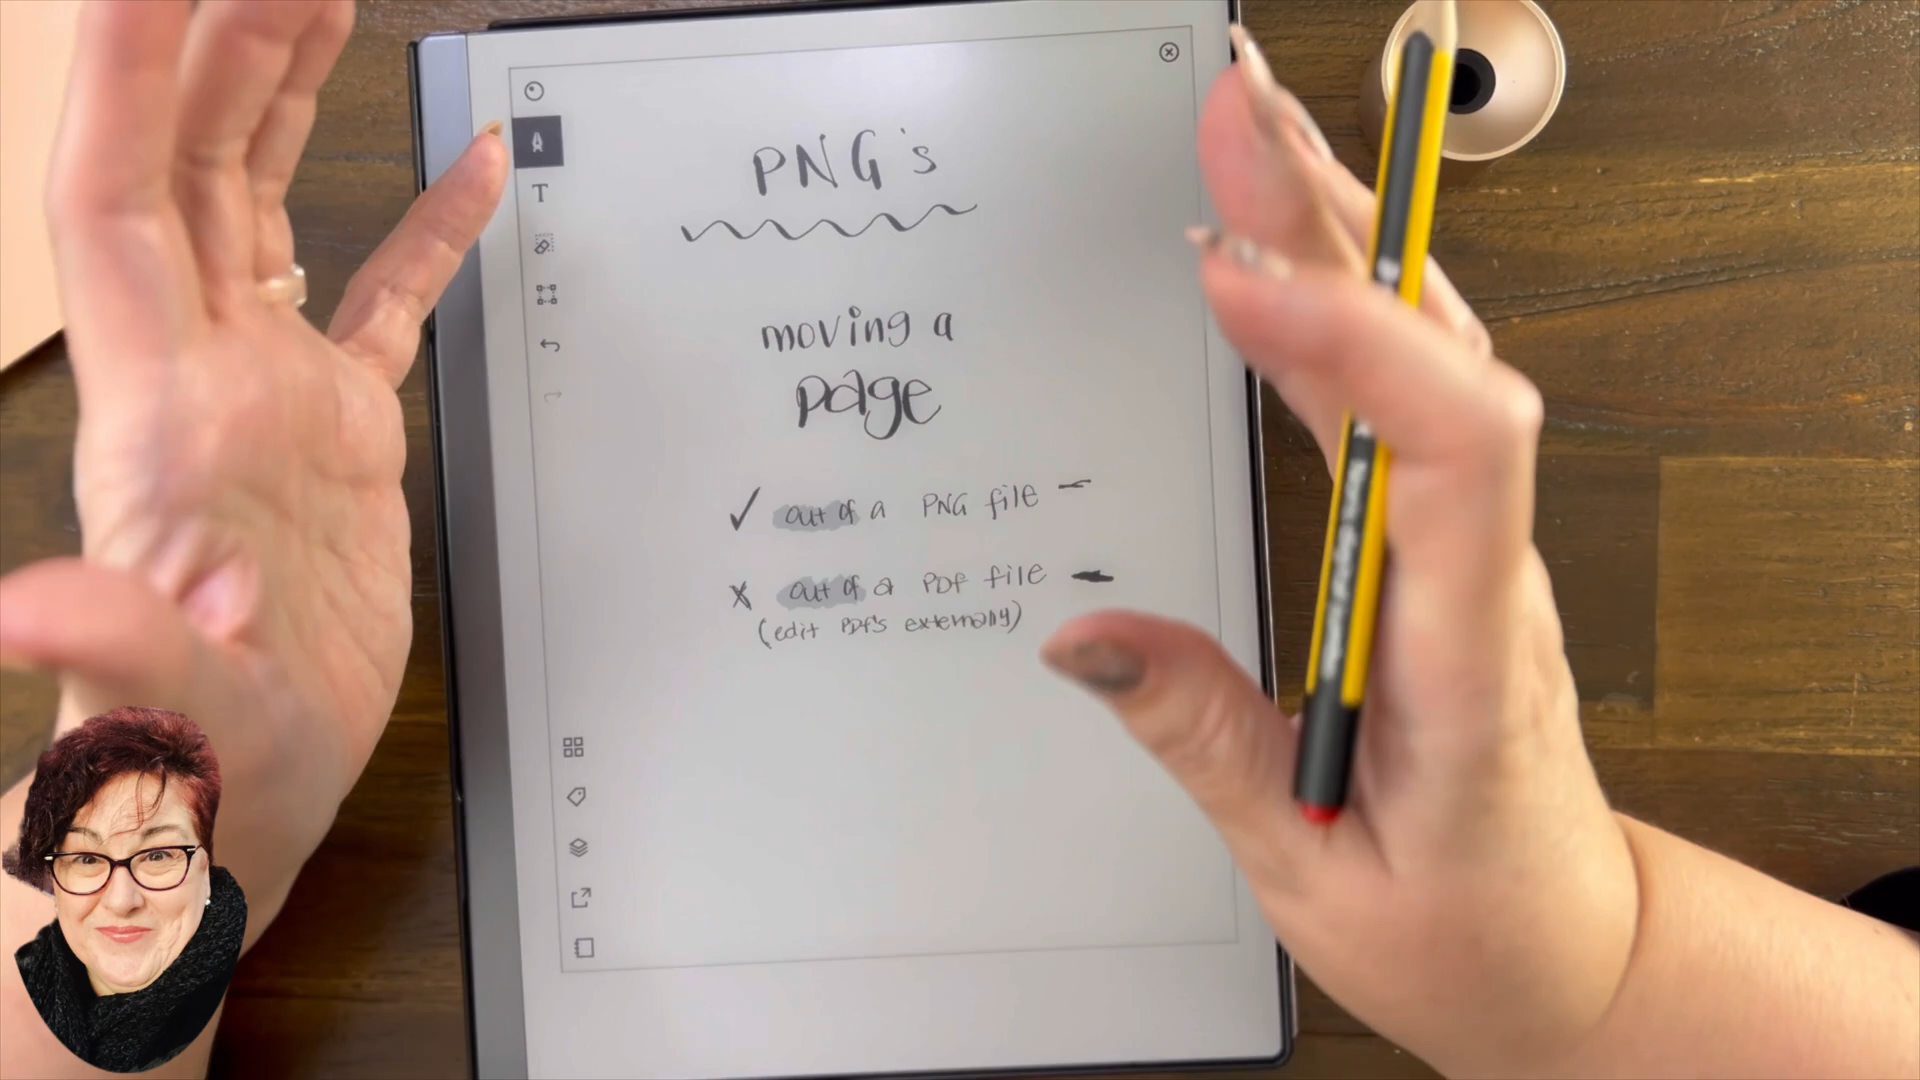 PNG's
moving a
page
✓ out of a PNG file -
x out of a PDF file -
(edit PDF's externally)
T